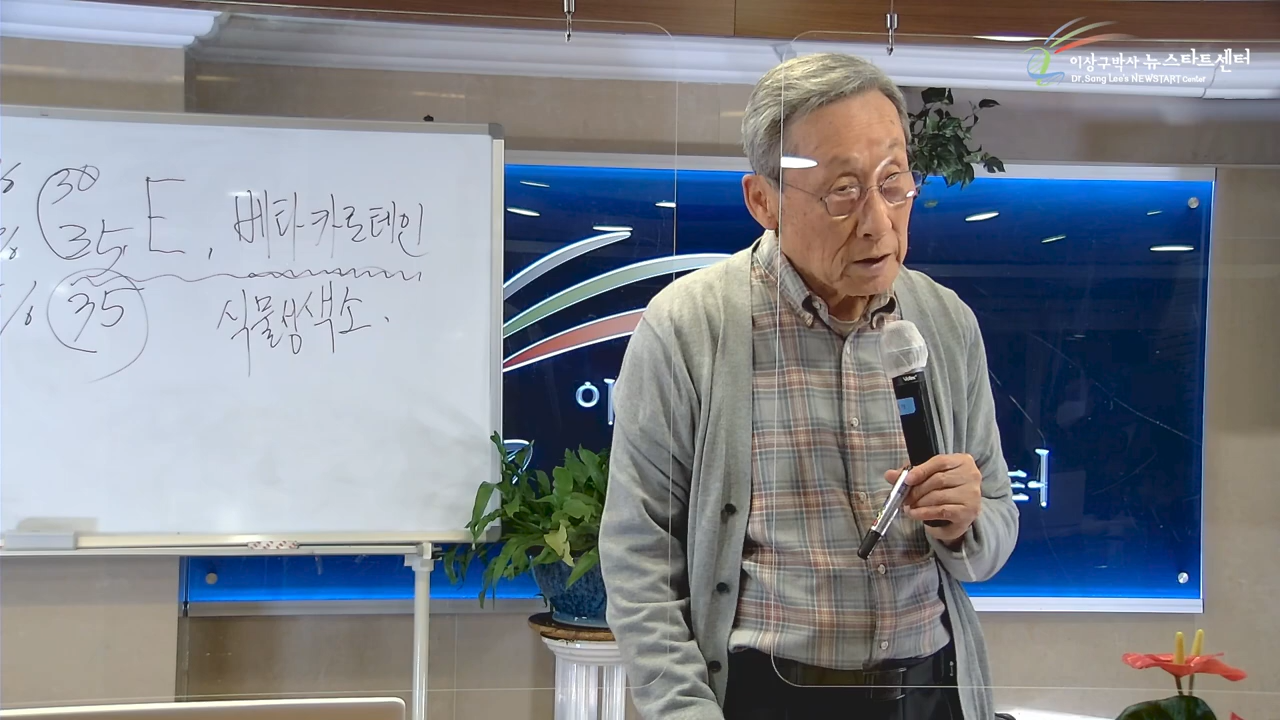 이상구박사 뉴스타트센터
Dr. Sang Lee's NEWSTART Center
% 30
% 35, E, 베타카로테인
% 35 식물성색소.